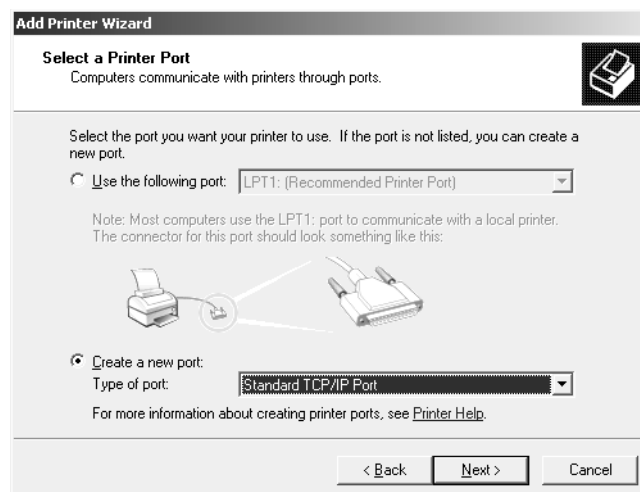 Add Printer Wizard
Select a Printer Port
Computers communicate with printers through ports.
Select the port you want your printer to use. If the port is not listed, you can create a
new port.
Use the following port: LPT1: (Recommended Printer Port)
Note: Most computers use the LPT1: port to communicate with a local printer.
The connector for this port should look something like this:
Create a new port:
Type of port: Standard TCP/IP Port
For more information about creating printer ports, see Printer Help.
< Back Next > Cancel